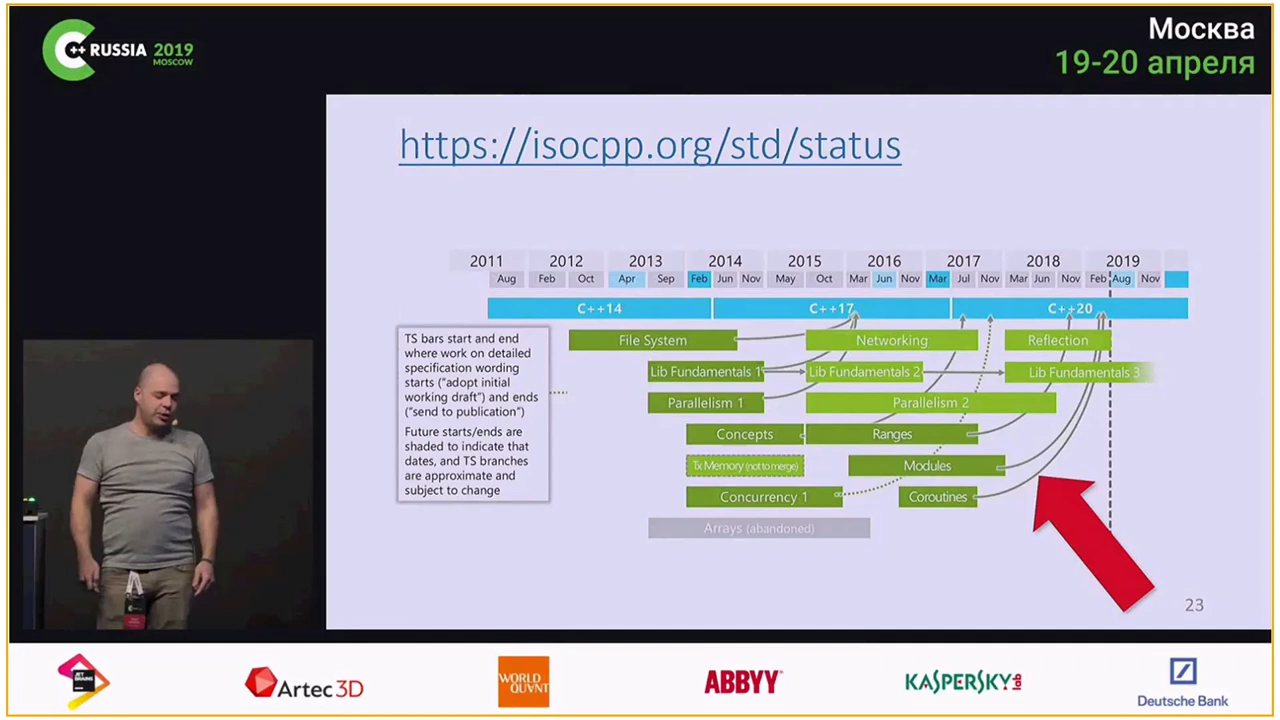 C++ RUSSIA 2019
MOSCOW
Москва
19-20 апреля
https://isocpp.org/std/status
2011 2012 2013 2014 2015 2016 2017 2018 2019
Aug Feb Oct Apr Sep Feb Jun Nov May Oct Mar Jun Nov Mar Jul Nov Mar Jun Nov Feb Aug Nov
C++14 C++17 C++20
TS bars start and end
where work on detailed
specification wording
starts (“adopt initial
working draft”) and ends
(“send to publication”)
Future starts/ends are
shaded to indicate that
dates, and TS branches
are approximate and
subject to change
File System Networking Reflection
Lib Fundamentals 1 Lib Fundamentals 2 Lib Fundamentals 3
Parallelism 1 Parallelism 2
Concepts Ranges
Tx Memory (not to merge) Modules
Concurrency 1 Coroutines
Arrays (abandoned)
23
JET BRAINS
Artec 3D
WORLD
QUANT
ABBYY
KASPERSKY lab
Deutsche Bank